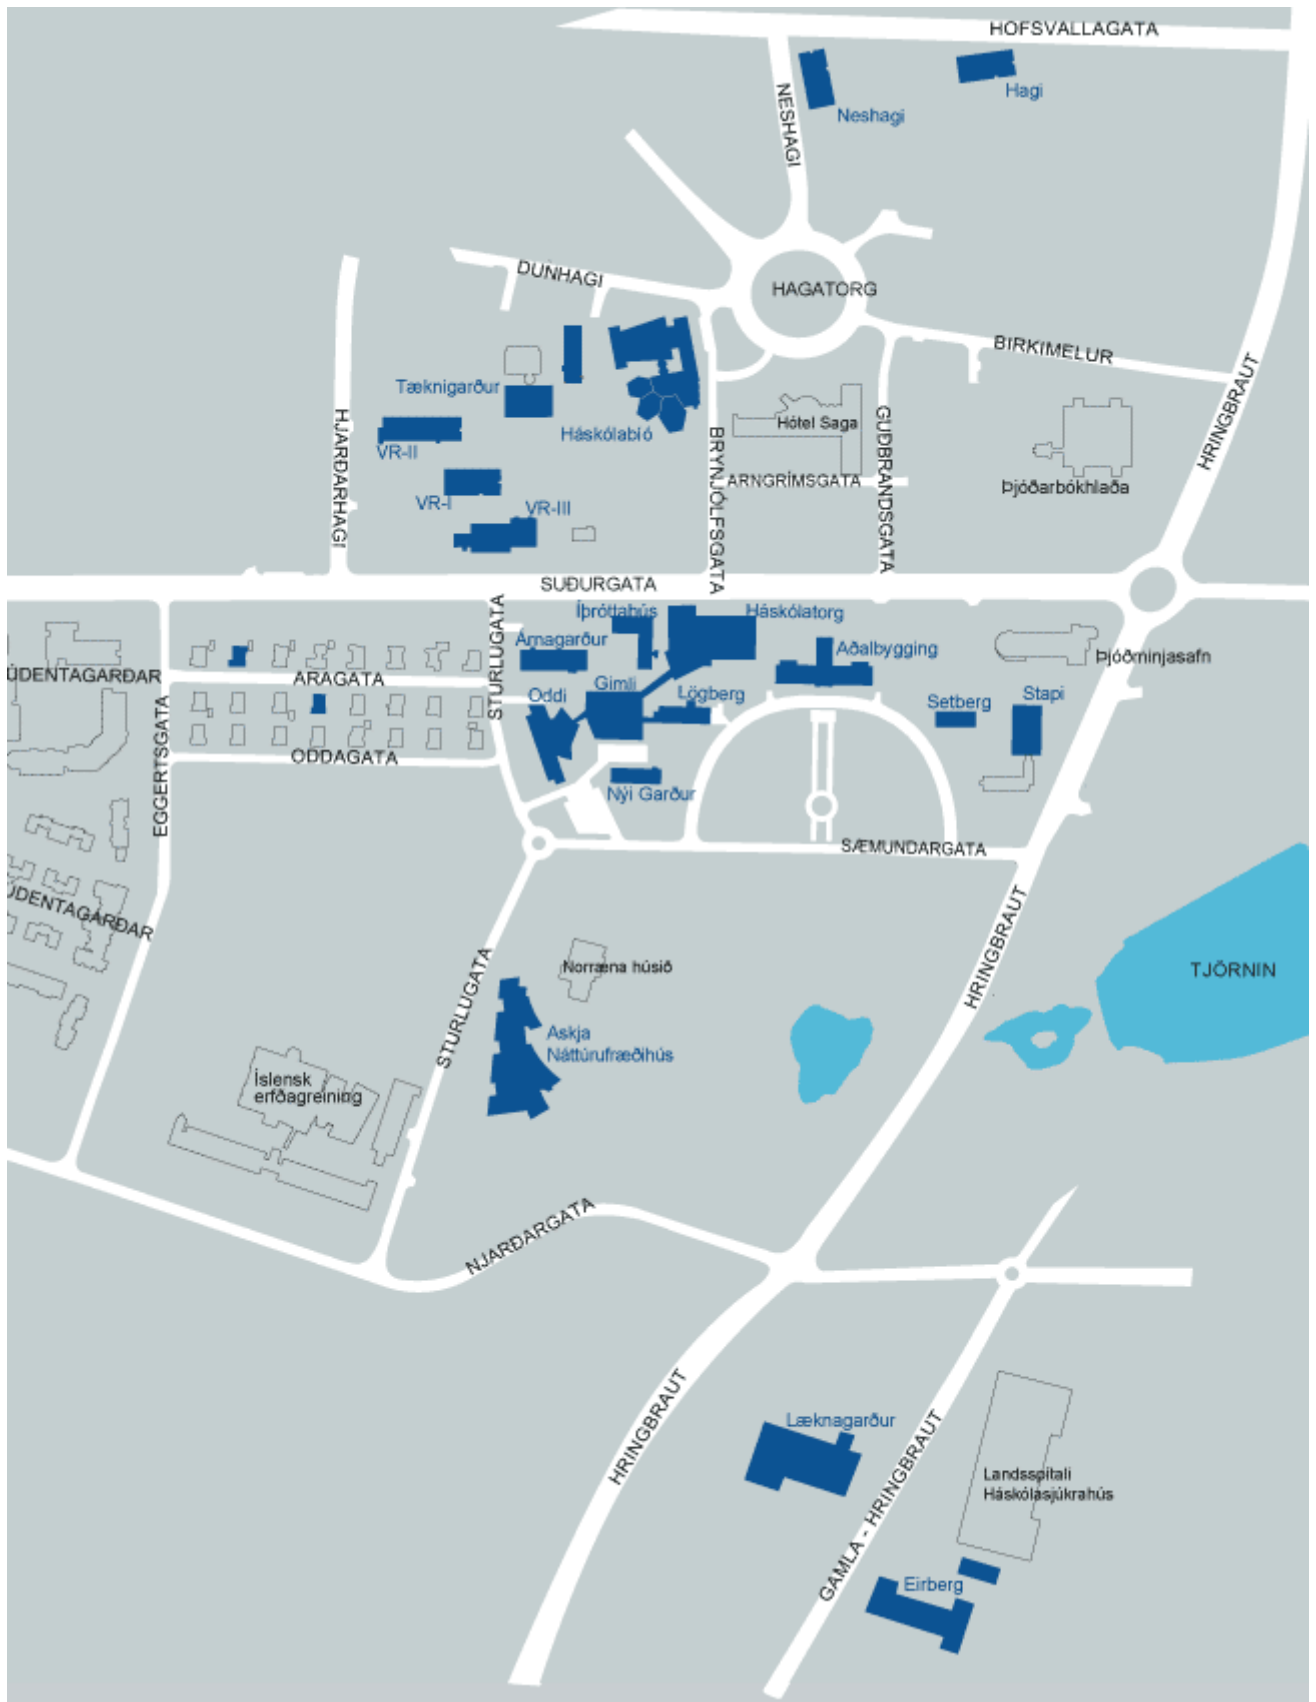 HOFSVALLAGATA
Hagi
Neshagi
NESHAGI
DUNHAGI
HAGATORG
BIRKIMELUR
HRINGBRAUT
Tæknigarður
Háskólabíó
Hótel Saga
GUÐBRANDSGATA
HJARÐARHAGI
VR-II
VR-I
VR-III
BRYNJÓLFSGATA
ARNGRÍMSGATA
Þjóðarbókhlaða
SUÐURGATA
STURLUGATA
Íþróttahús
Háskólatorg
Árnagarður
Aðalbygging
Þjóðminjasafn
ÚDENTAGARÐAR
ARAGATA
Gimli
Oddi
Lögberg
Setberg
Stapi
EGGERTSGATA
ODDAGATA
Nýi Garður
SÆMUNDARGATA
ÚDENTAGARÐAR
HRINGBRAUT
STURLUGATA
Norræna húsið
TJÖRNIN
Askja
Náttúrufræðihús
Íslensk
erfðagreining
NJARÐARGATA
HRINGBRAUT
Læknagarður
GAMLA - HRINGBRAUT
Landsspítali
Háskólasjúkrahús
Eirberg